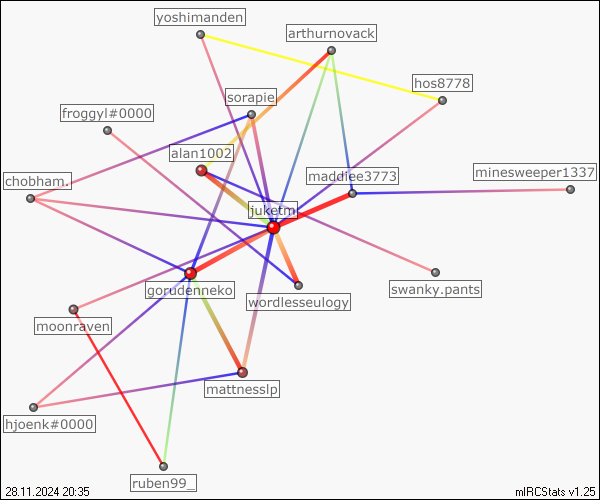 yoshimanden
arthurnovack
hos8778
sorapie
froggyl#0000
alan1002
minesweeper1337
maddiee3773
chobham.
juketm
swanky.pants
gorudenneko
wordlesseulogy
moonraven
mattnesslp
hjoenk#0000
ruben99_
28.11.2024 20:35
mIRCStats v1.25